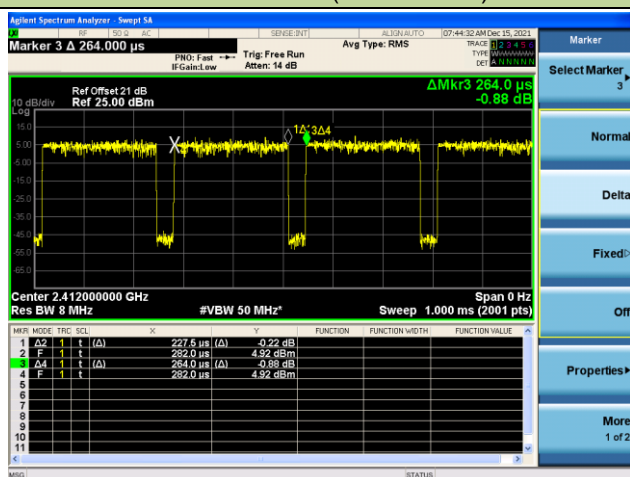 Agilent Spectrum Analyzer - Swept SA
RF 50 Ω AC SENSE:INT ALIGN AUTO 07:44:32 AM Dec 15, 2021
Marker 3 Δ 264.000 µs
PNO: Fast
IFGain:Low
Trig: Free Run
Atten: 14 dB
Avg Type: RMS
TRACE 1 2 3 4 5 6
TYPE
DET A N N N N N
Ref Offset 21 dB
10 dB/div Ref 25.00 dBm
ΔMkr3 264.0 µs
-0.88 dB
Log
15.0
5.00
-5.00
-15.0
-25.0
-35.0
-45.0
-55.0
-65.0
X
3Δ4
Center 2.412000000 GHz Span 0 Hz
Res BW 8 MHz #VBW 50 MHz* Sweep 1.000 ms (2001 pts)
MKR MODE TRC SCL X Y FUNCTION FUNCTION WIDTH FUNCTION VALUE
1 Δ2 1 t (Δ) 227.5 µs (Δ) -0.22 dB
2 F 1 t 282.0 µs 4.92 dBm
3 Δ4 1 t (Δ) 264.0 µs (Δ) -0.88 dB
4 F 1 t 282.0 µs 4.92 dBm
5
6
7
8
9
10
11
MSG STATUS
Marker
Select Marker
3
Normal
Delta
Fixed
Off
Properties
More
1 of 2